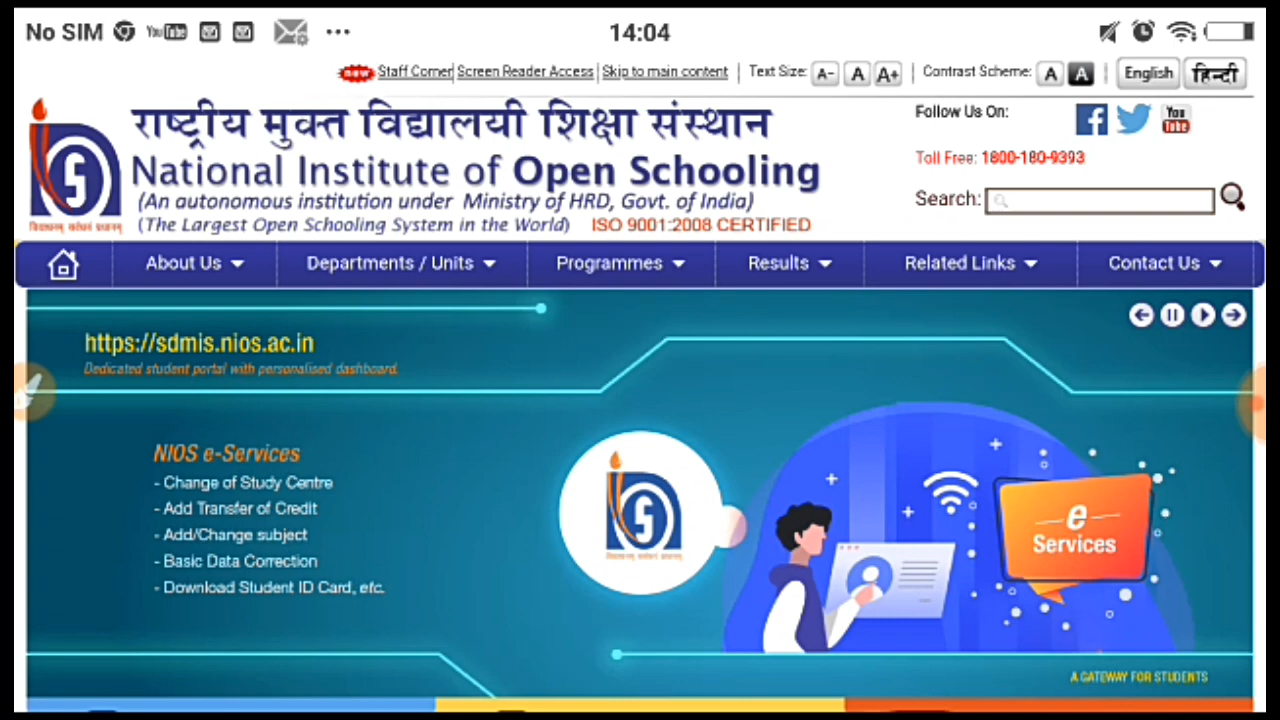 No SIM You Tube 14:04
new Staff Corner Screen Reader Access Skip to main content Text Size: A- A A+ Contrast Scheme: A A English हिन्दी
राष्ट्रीय मुक्त विद्यालयी शिक्षा संस्थान
National Institute of Open Schooling
(An autonomous institution under Ministry of HRD, Govt. of India)
(The Largest Open Schooling System in the World) ISO 9001:2008 CERTIFIED
Follow Us On: You Tube
Toll Free: 1800-180-9393
Search:
About Us Departments / Units Programmes Results Related Links Contact Us
https://sdmis.nios.ac.in
Dedicated student portal with personalised dashboard.
NIOS e-Services
- Change of Study Centre
- Add Transfer of Credit
- Add/Change subject
- Basic Data Correction
- Download Student ID Card, etc.
e
Services
A GATEWAY FOR STUDENTS